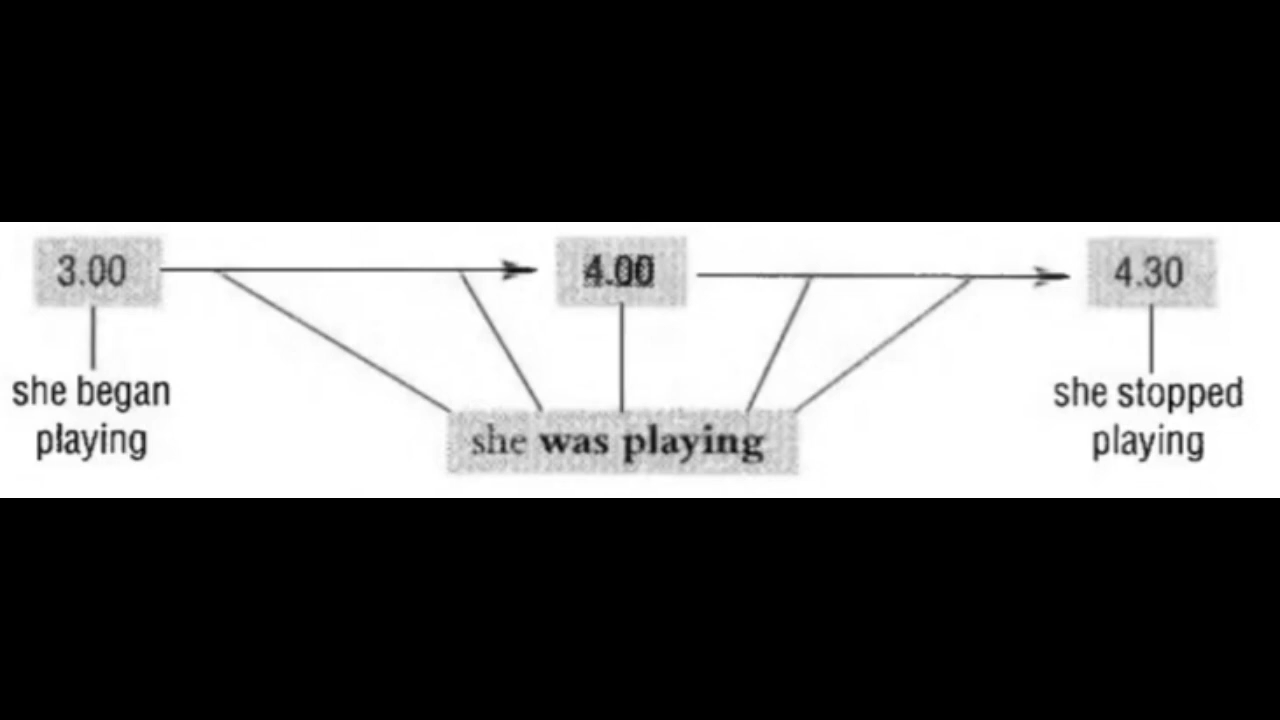 3.00 4.00 4.30
she began
playing
she was playing
she stopped
playing